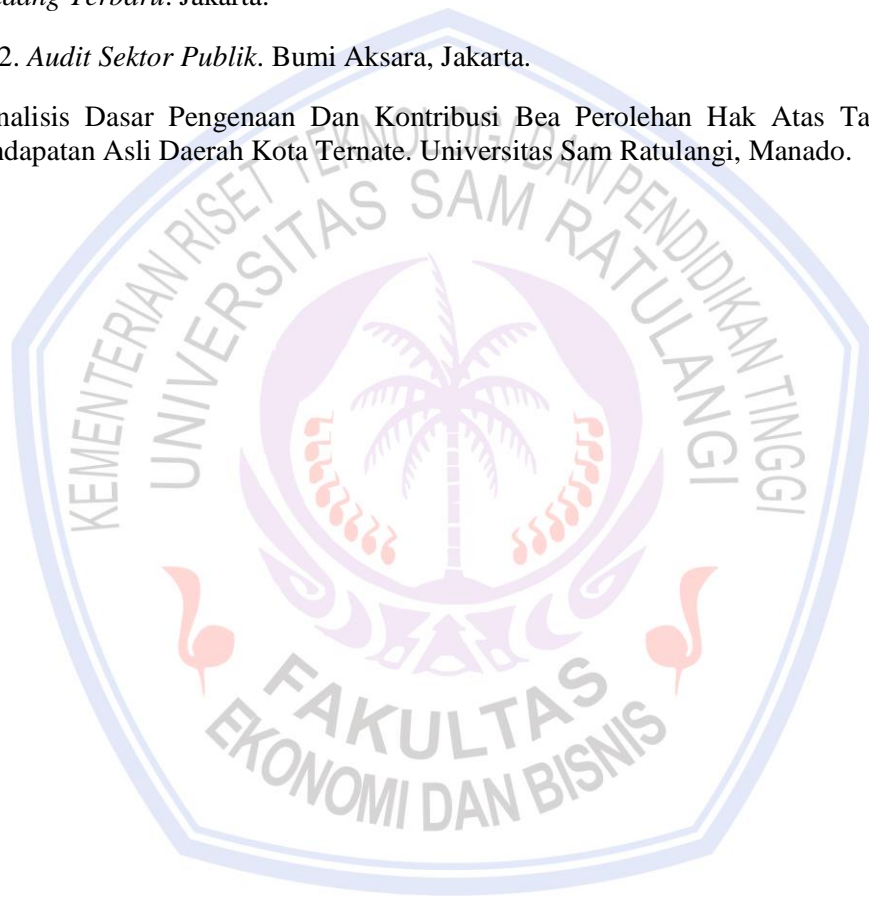 dang Terbaru. Jakarta.
2. Audit Sektor Publik. Bumi Aksara, Jakarta.
nalisis Dasar Pengenaan Dan Kontribusi Bea Perolehan Hak Atas Ta
ndapatan Asli Daerah Kota Ternate. Universitas Sam Ratulangi, Manado.
KEMENTERIAN RISET TEKNOLOGI DAN PENDIDIKAN TINGGI
UNIVERSITAS SAM RATULANGI
FAKULTAS
EKONOMI DAN BISNIS